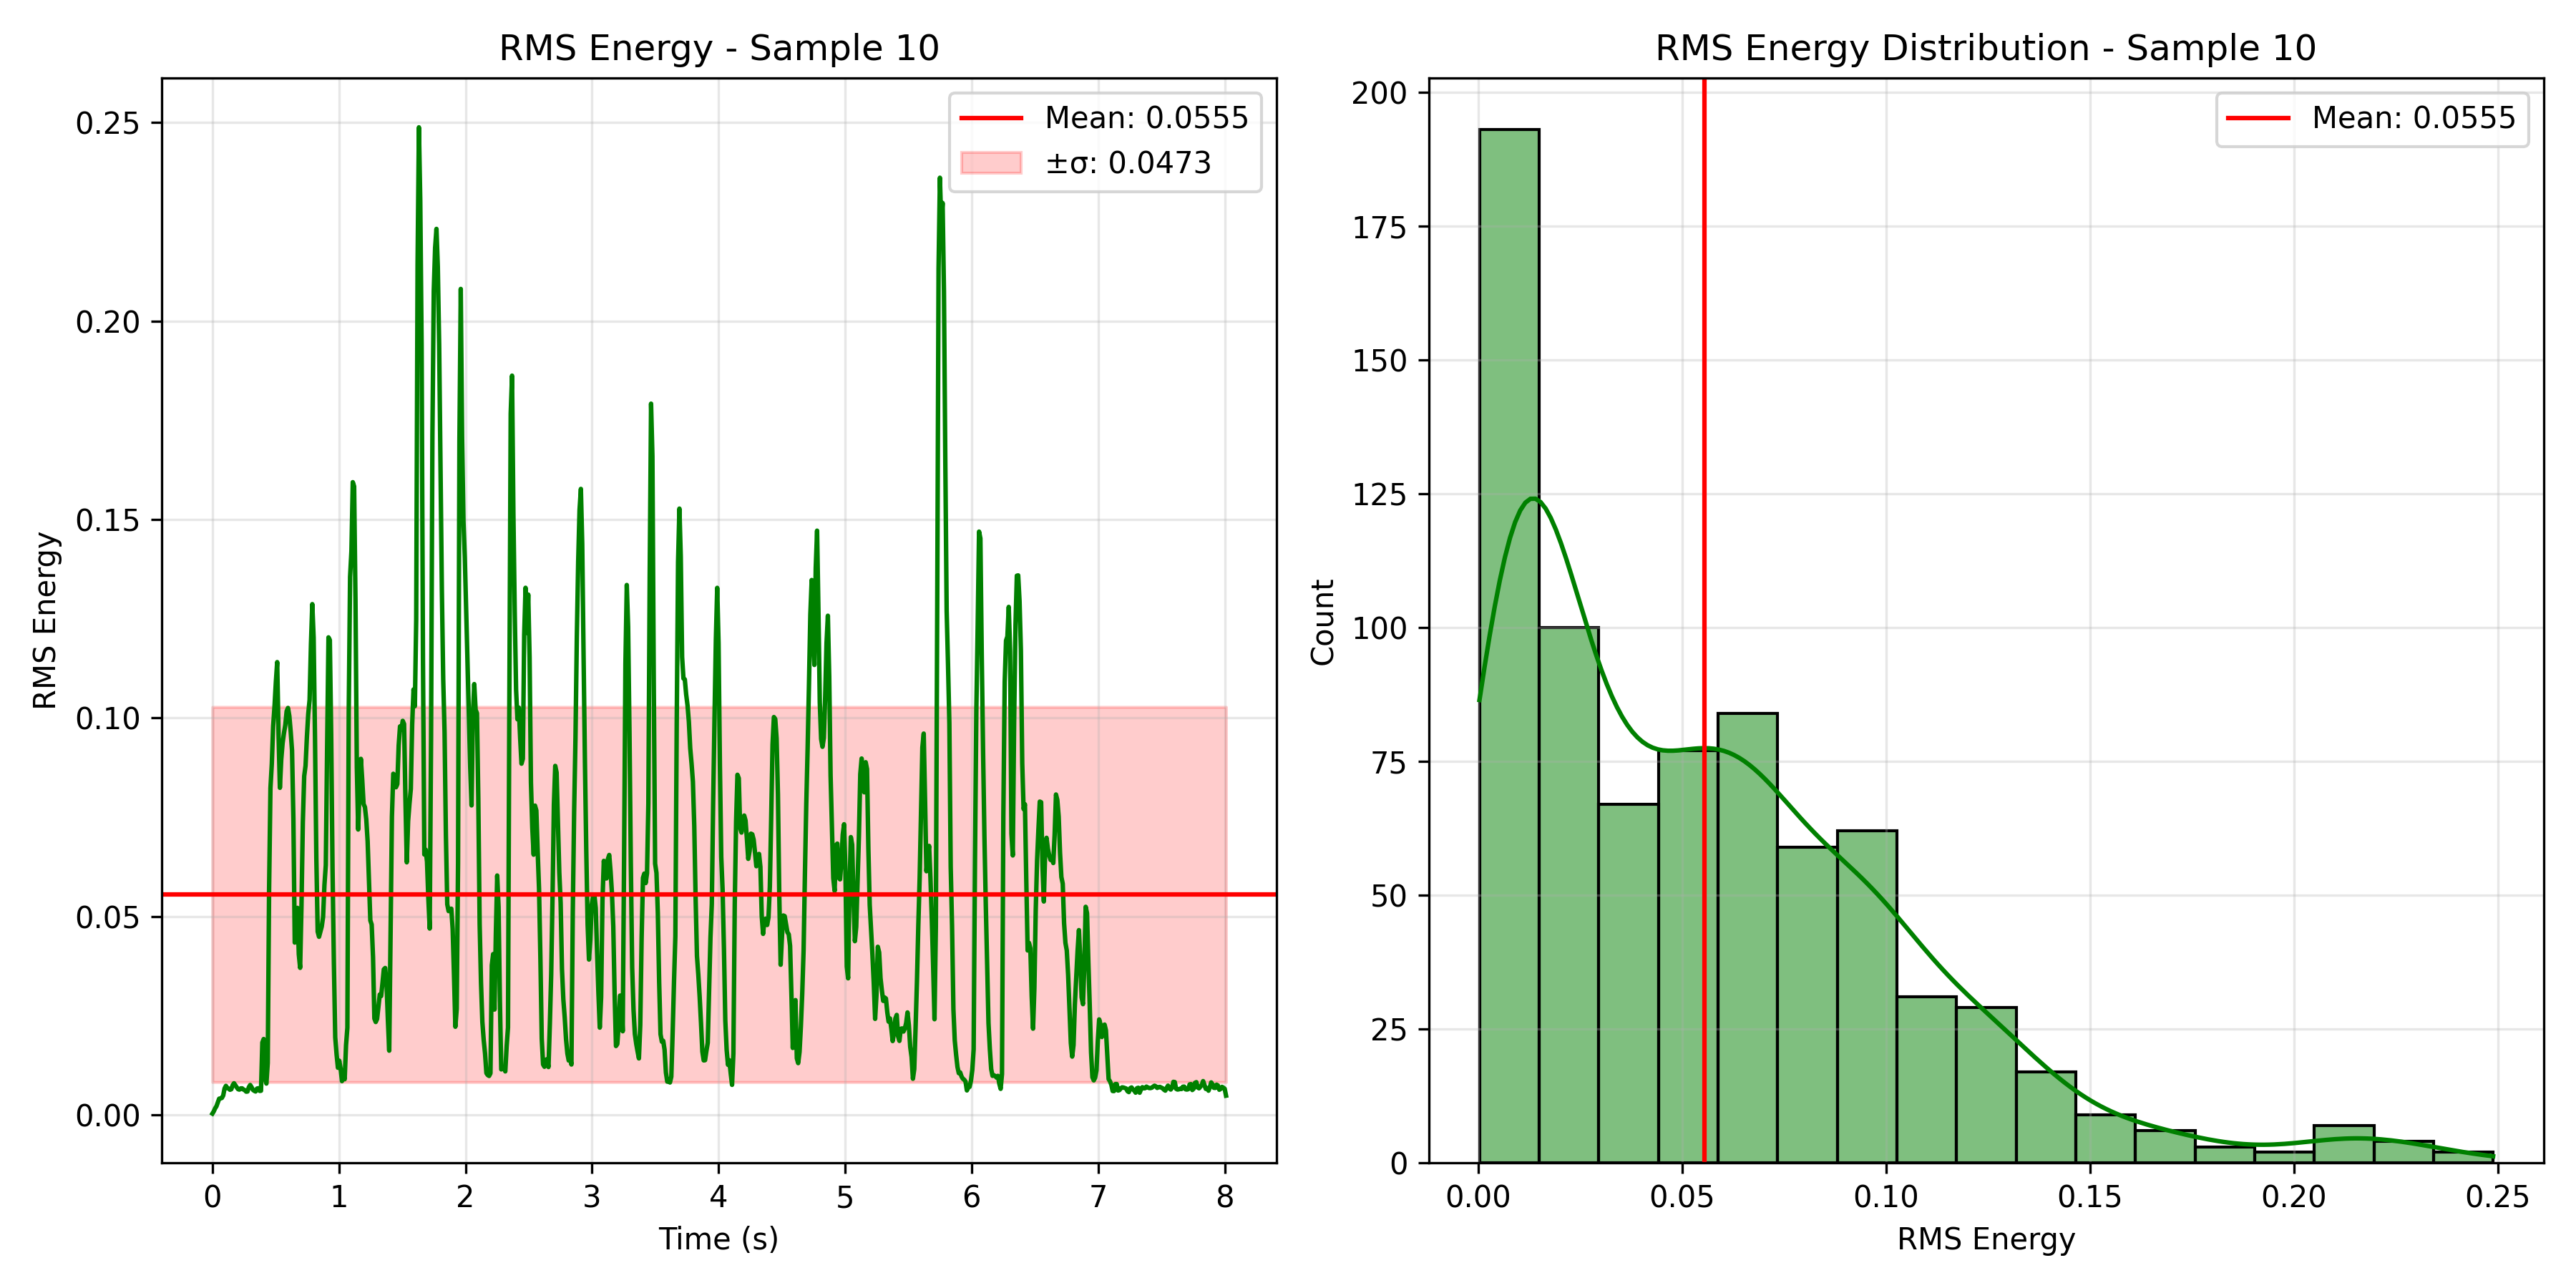 RMS Energy - Sample 10
RMS Energy
0.25
0.20
0.15
0.10
0.05
0.00
Mean: 0.0555
±σ: 0.0473
0 1 2 3 4 5 6 7 8
Time (s)
RMS Energy Distribution - Sample 10
Count
200
175
150
125
100
75
50
25
0
Mean: 0.0555
0.00 0.05 0.10 0.15 0.20 0.25
RMS Energy